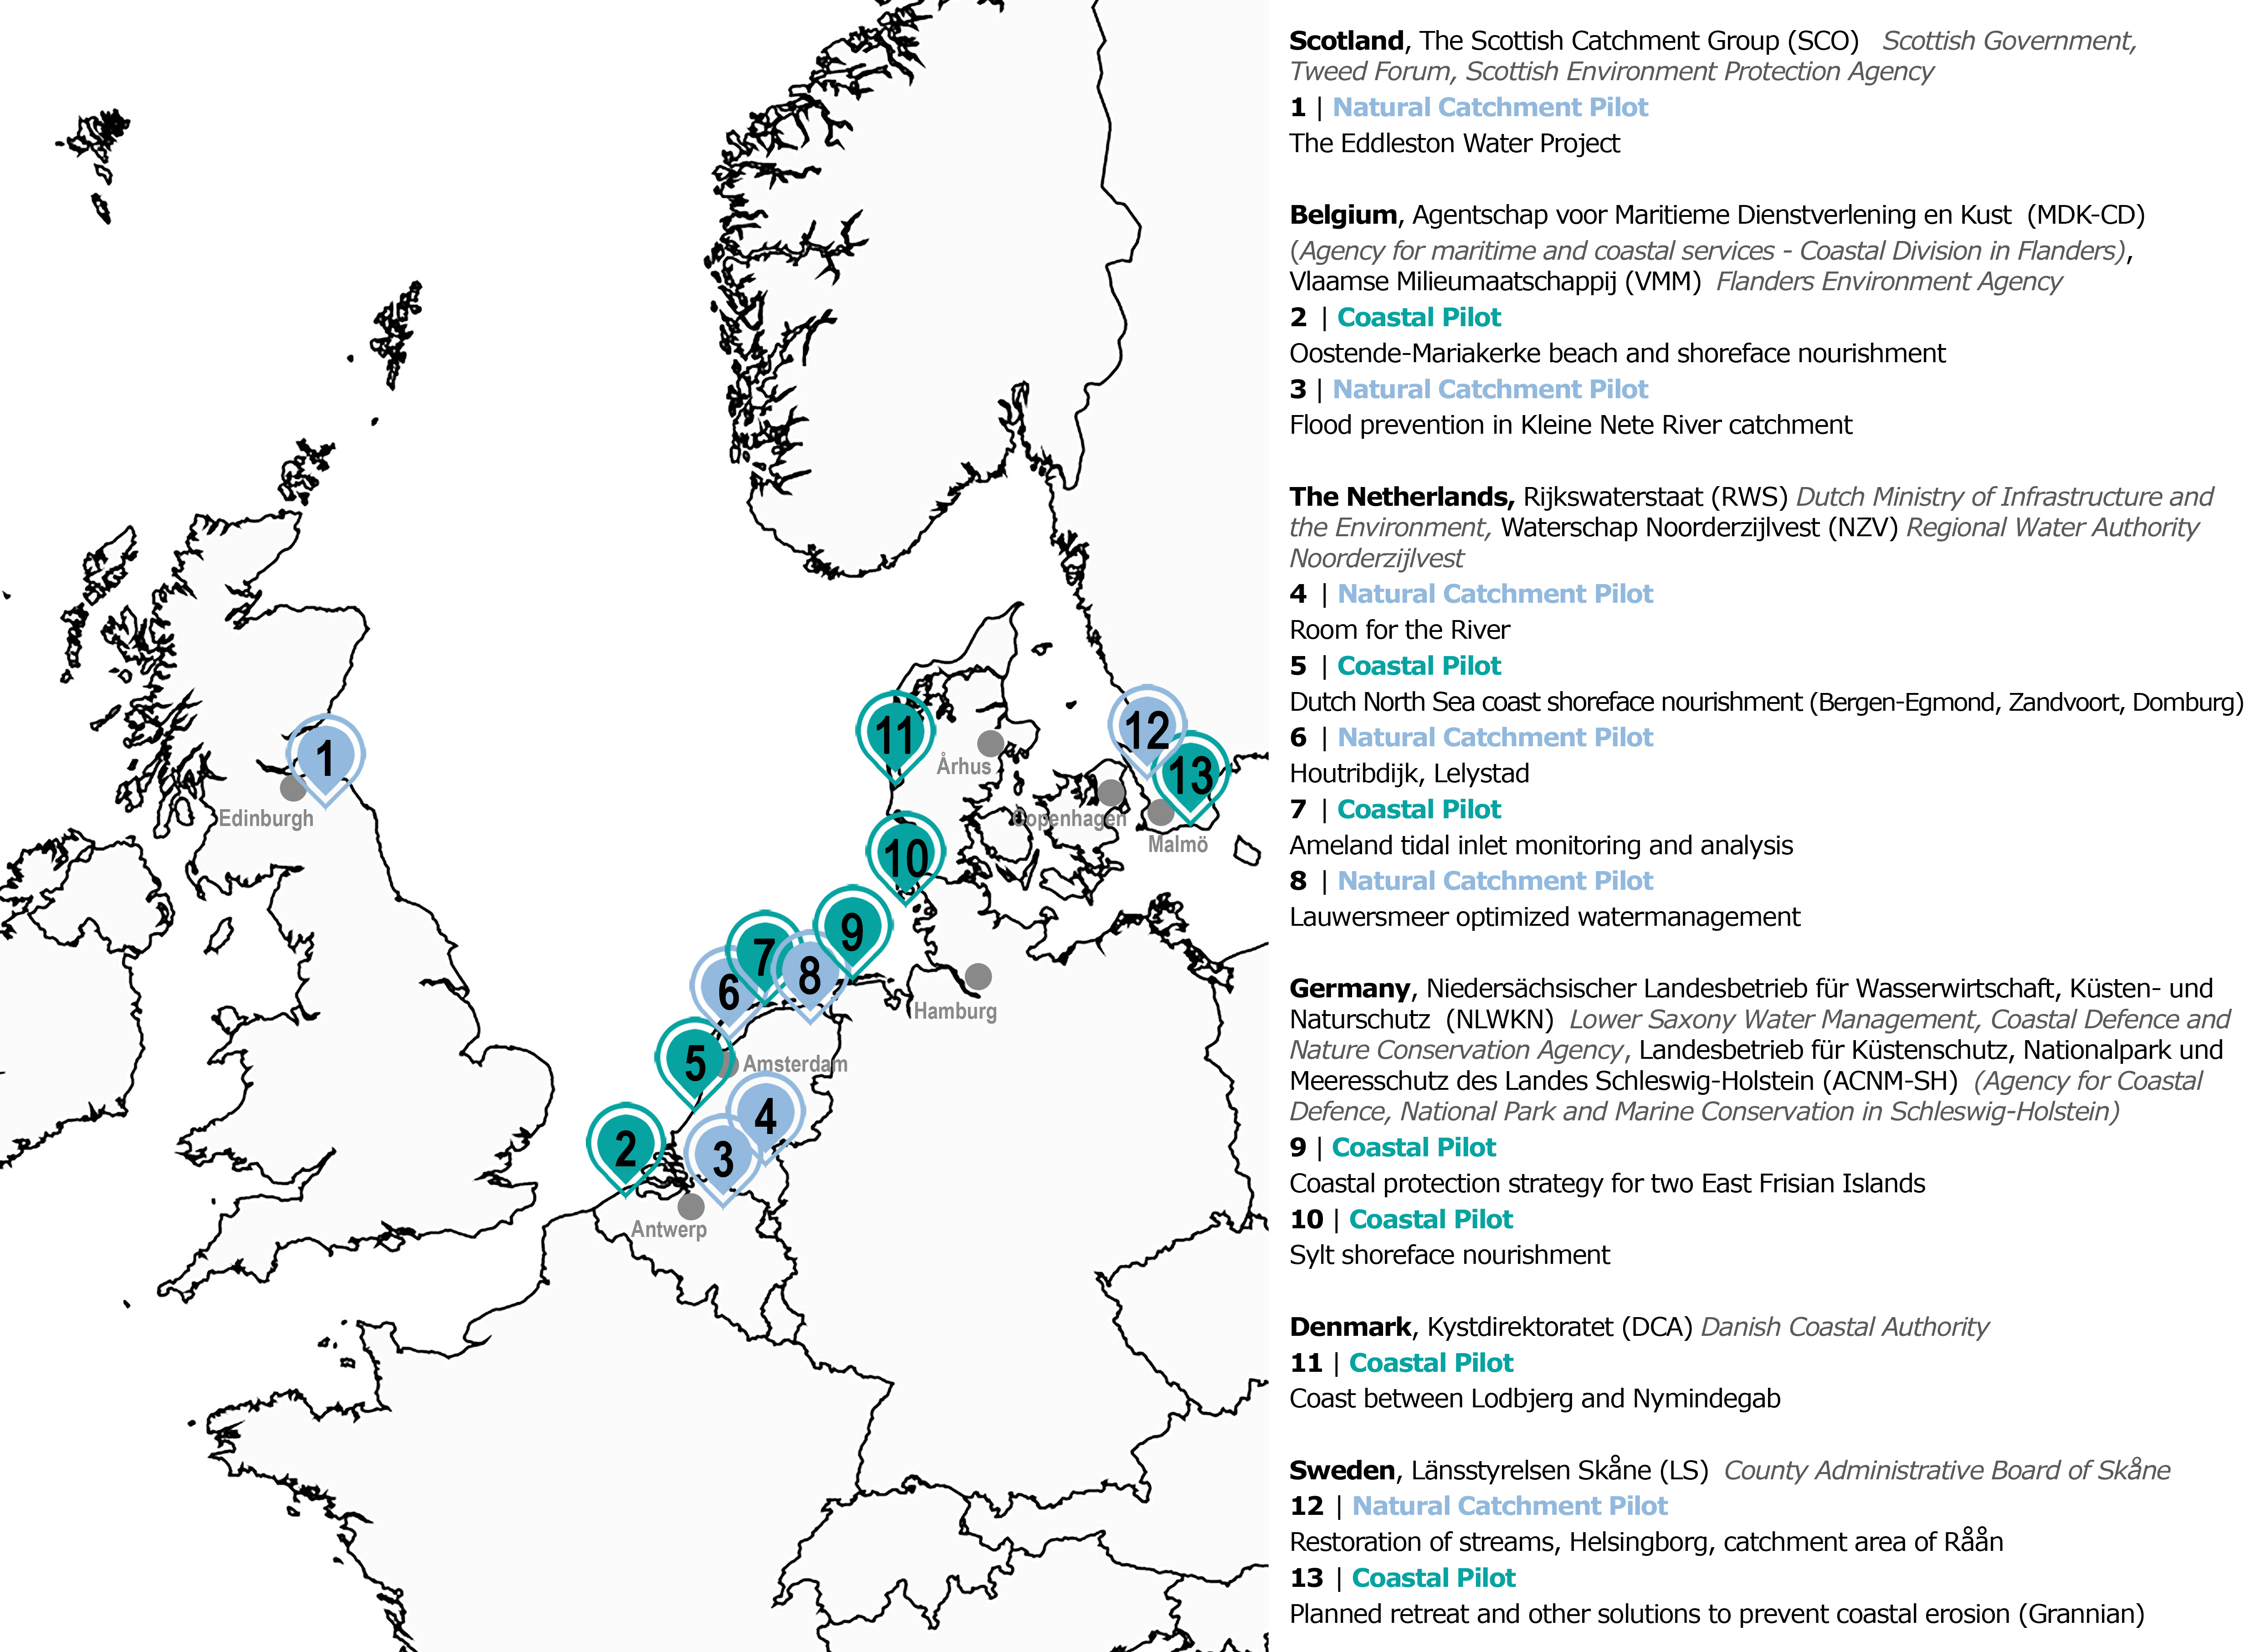 11
12
1
13
Århus
Edinburgh
Copenhagen
Malmö
10
9
7
8
6
Hamburg
5
Amsterdam
4
2
3
Antwerp
Scotland, The Scottish Catchment Group (SCO) Scottish Government,
Tweed Forum, Scottish Environment Protection Agency
1 | Natural Catchment Pilot
The Eddleston Water Project
Belgium, Agentschap voor Maritieme Dienstverlening en Kust (MDK-CD)
(Agency for maritime and coastal services - Coastal Division in Flanders),
Vlaamse Milieumaatschappij (VMM) Flanders Environment Agency
2 | Coastal Pilot
Oostende-Mariakerke beach and shoreface nourishment
3 | Natural Catchment Pilot
Flood prevention in Kleine Nete River catchment
The Netherlands, Rijkswaterstaat (RWS) Dutch Ministry of Infrastructure and
the Environment, Waterschap Noorderzijlvest (NZV) Regional Water Authority
Noorderzijlvest
4 | Natural Catchment Pilot
Room for the River
5 | Coastal Pilot
Dutch North Sea coast shoreface nourishment (Bergen-Egmond, Zandvoort, Domburg)
6 | Natural Catchment Pilot
Houtribdijk, Lelystad
7 | Coastal Pilot
Ameland tidal inlet monitoring and analysis
8 | Natural Catchment Pilot
Lauwersmeer optimized watermanagement
Germany, Niedersächsischer Landesbetrieb für Wasserwirtschaft, Küsten- und
Naturschutz (NLWKN) Lower Saxony Water Management, Coastal Defence and
Nature Conservation Agency, Landesbetrieb für Küstenschutz, Nationalpark und
Meeresschutz des Landes Schleswig-Holstein (ACNM-SH) (Agency for Coastal
Defence, National Park and Marine Conservation in Schleswig-Holstein)
9 | Coastal Pilot
Coastal protection strategy for two East Frisian Islands
10 | Coastal Pilot
Sylt shoreface nourishment
Denmark, Kystdirektoratet (DCA) Danish Coastal Authority
11 | Coastal Pilot
Coast between Lodbjerg and Nymindegab
Sweden, Länsstyrelsen Skåne (LS) County Administrative Board of Skåne
12 | Natural Catchment Pilot
Restoration of streams, Helsingborg, catchment area of Råån
13 | Coastal Pilot
Planned retreat and other solutions to prevent coastal erosion (Grannian)